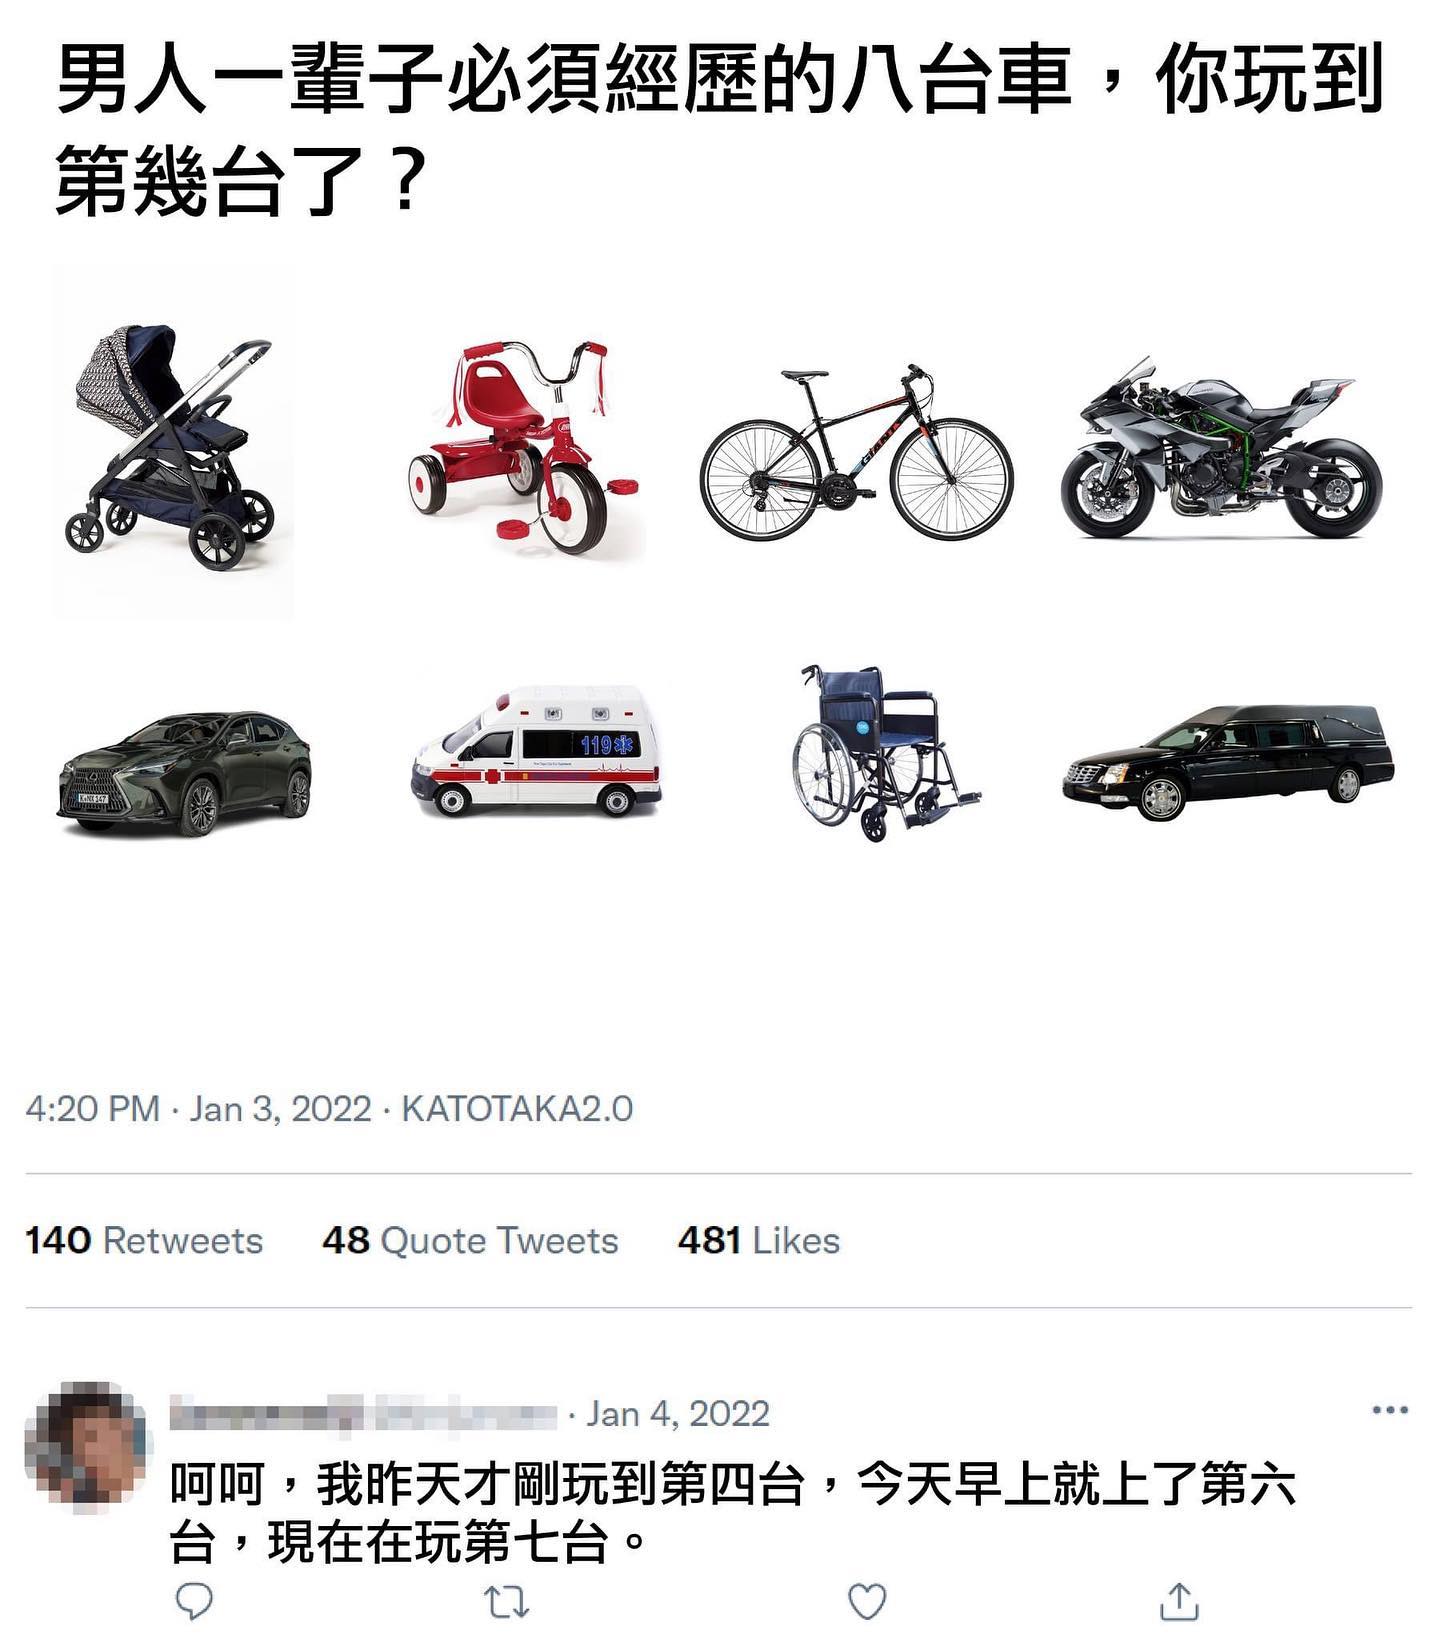 男人一輩子必須經歷的八台車，你玩到
第幾台了？
GIANT
K•NX 147
119
4:20 PM · Jan 3, 2022 · KATOTAKA2.0
140 Retweets 48 Quote Tweets 481 Likes
· Jan 4, 2022
呵呵，我昨天才剛玩到第四台，今天早上就上了第六
台，現在在玩第七台。